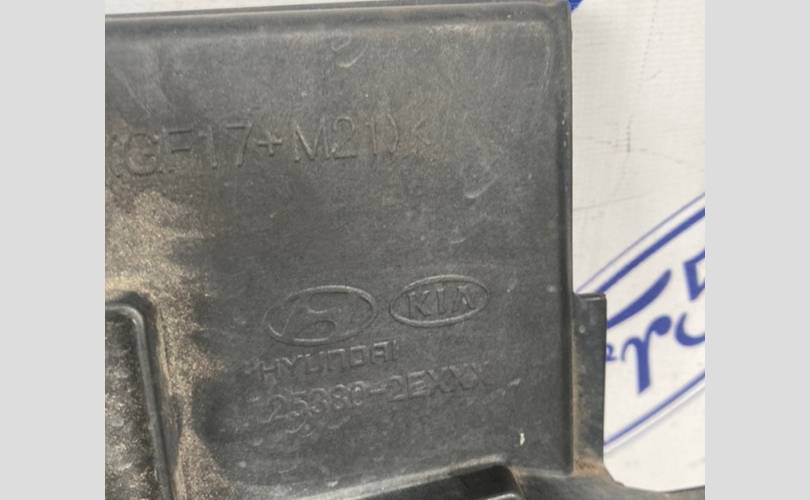 (GF17+M21)<
KIA
HYUNDAI
25380-2EXXX